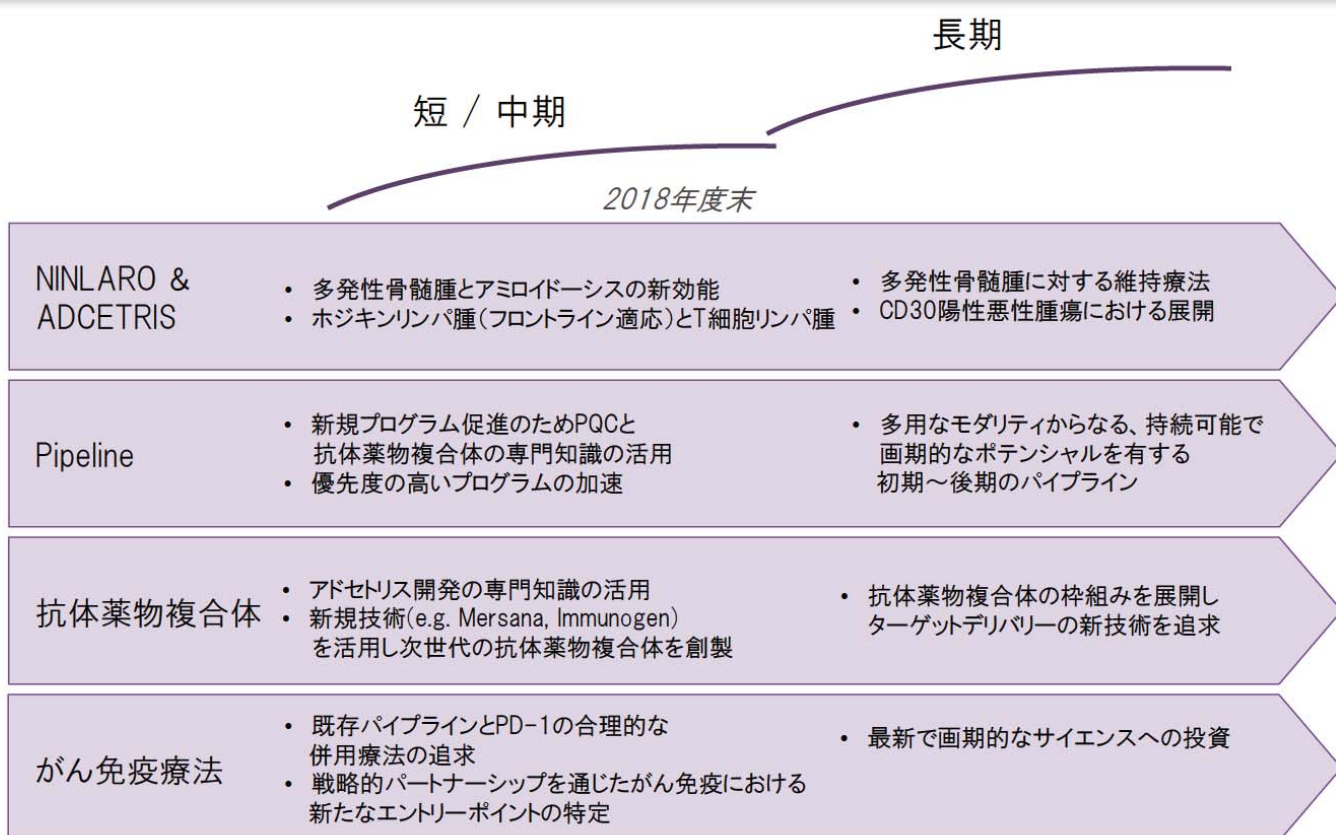 長期
短 / 中期
2018年度末
NINLARO &
ADCETRIS
• 多発性骨髄腫とアミロイドーシスの新効能
• ホジキンリンパ腫(フロントライン適応)とT細胞リンパ腫
• 多発性骨髄腫に対する維持療法
• CD30陽性悪性腫瘍における展開
Pipeline
• 新規プログラム促進のためPQCと
抗体薬物複合体の専門知識の活用
• 優先度の高いプログラムの加速
• 多用なモダリティからなる、持続可能で
画期的なポテンシャルを有する
初期～後期のパイプライン
抗体薬物複合体
• アドセトリス開発の専門知識の活用
• 新規技術(e.g. Mersana, Immunogen)
を活用し次世代の抗体薬物複合体を創製
• 抗体薬物複合体の枠組みを展開し
ターゲットデリバリーの新技術を追求
がん免疫療法
• 既存パイプラインとPD-1の合理的な
併用療法の追求
• 戦略的パートナーシップを通じたがん免疫における
新たなエントリーポイントの特定
• 最新で画期的なサイエンスへの投資